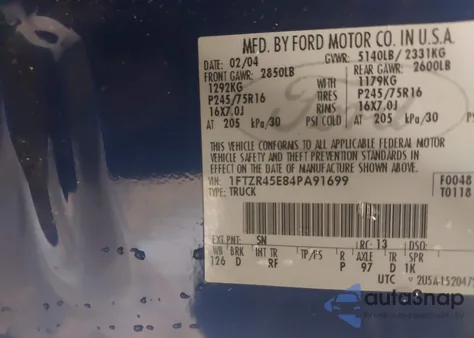 MFD. BY FORD MOTOR CO. IN U.S.A.
DATE: 02/04 GVWR: 5140LB/ 2331KG
FRONT GAWR: 2850LB REAR GAWR: 2600LB
1292KG 1179KG
P245/75R16 TIRES P245/75R16
16X7.0J RIMS 16X7.0J
AT 205 kPa/30 PSI COLD AT 205 kPa/30 PSI
THIS VEHICLE CONFORMS TO ALL APPLICABLE FEDERAL MOTOR
VEHICLE SAFETY AND THEFT PREVENTION STANDARDS IN
EFFECT ON THE DATE OF MANUFACTURE SHOWN ABOVE.
VIN: 1FTZR45E84PA91699 F0048
TYPE: TRUCK T0118
EXT PNT: SN RC: 13 DSO:
WB BRK INT TR TP/PS R AXLE TR SPR
126 D RF P 97 D 1K
UTC
autoSnap